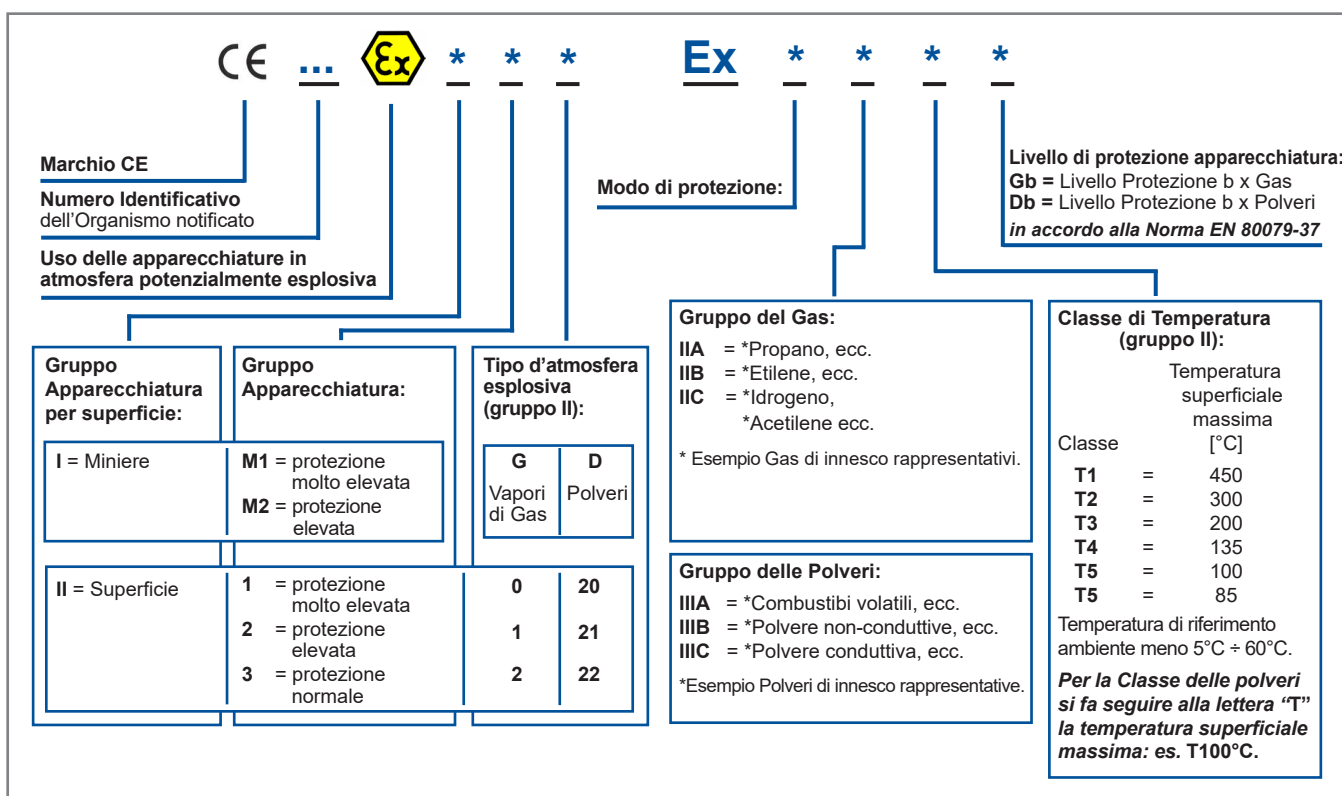 CE ... Ex * * * Ex * * * *
Marchio CE
Numero Identificativo
dell'Organismo notificato
Uso delle apparecchiature in
atmosfera potenzialmente esplosiva
Modo di protezione:
Livello di protezione apparecchiatura:
Gb = Livello Protezione b x Gas
Db = Livello Protezione b x Polveri
in accordo alla Norma EN 80079-37
Gruppo
Apparecchiatura
per superficie:
I = Miniere
II = Superficie
Gruppo
Apparecchiatura:
M1 = protezione
molto elevata
M2 = protezione
elevata
1 = protezione
molto elevata
2 = protezione
elevata
3 = protezione
normale
Tipo d'atmosfera
esplosiva
(gruppo II):
G D
Vapori Polveri
di Gas
0 20
1 21
2 22
Gruppo del Gas:
IIA = *Propano, ecc.
IIB = *Etilene, ecc.
IIC = *Idrogeno,
*Acetilene ecc.
* Esempio Gas di innesco rappresentativi.
Gruppo delle Polveri:
IIIA = *Combustibi volatili, ecc.
IIIB = *Polvere non-conduttive, ecc.
IIIC = *Polvere conduttiva, ecc.
*Esempio Polveri di innesco rappresentative.
Classe di Temperatura
(gruppo II):
Temperatura
superficiale
massima
Classe [°C]
T1 = 450
T2 = 300
T3 = 200
T4 = 135
T5 = 100
T5 = 85
Temperatura di riferimento
ambiente meno 5°C ÷ 60°C.
Per la Classe delle polveri
si fa seguire alla lettera "T"
la temperatura superficiale
massima: es. T100°C.